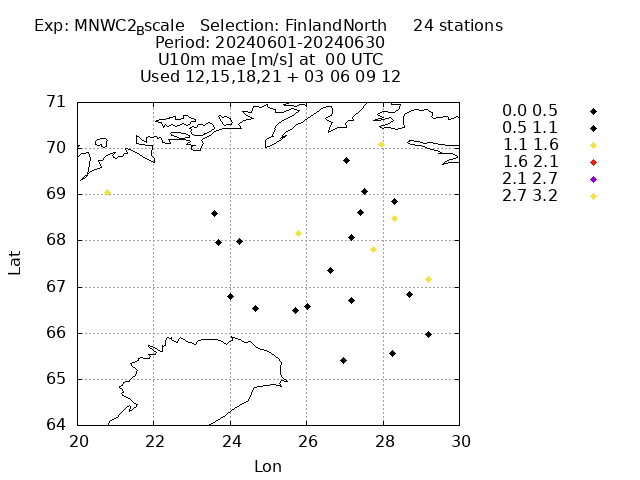 Exp: MNWC2_Bscale   Selection: FinlandNorth     24 stations
Period: 20240601-20240630
U10m mae [m/s] at  00 UTC
Used 12,15,18,21 + 03 06 09 12
0.0 0.5
0.5 1.1
1.1 1.6
1.6 2.1
2.1 2.7
2.7 3.2
71
70
69
68
67
66
65
64
Lat
20 22 24 26 28 30
Lon